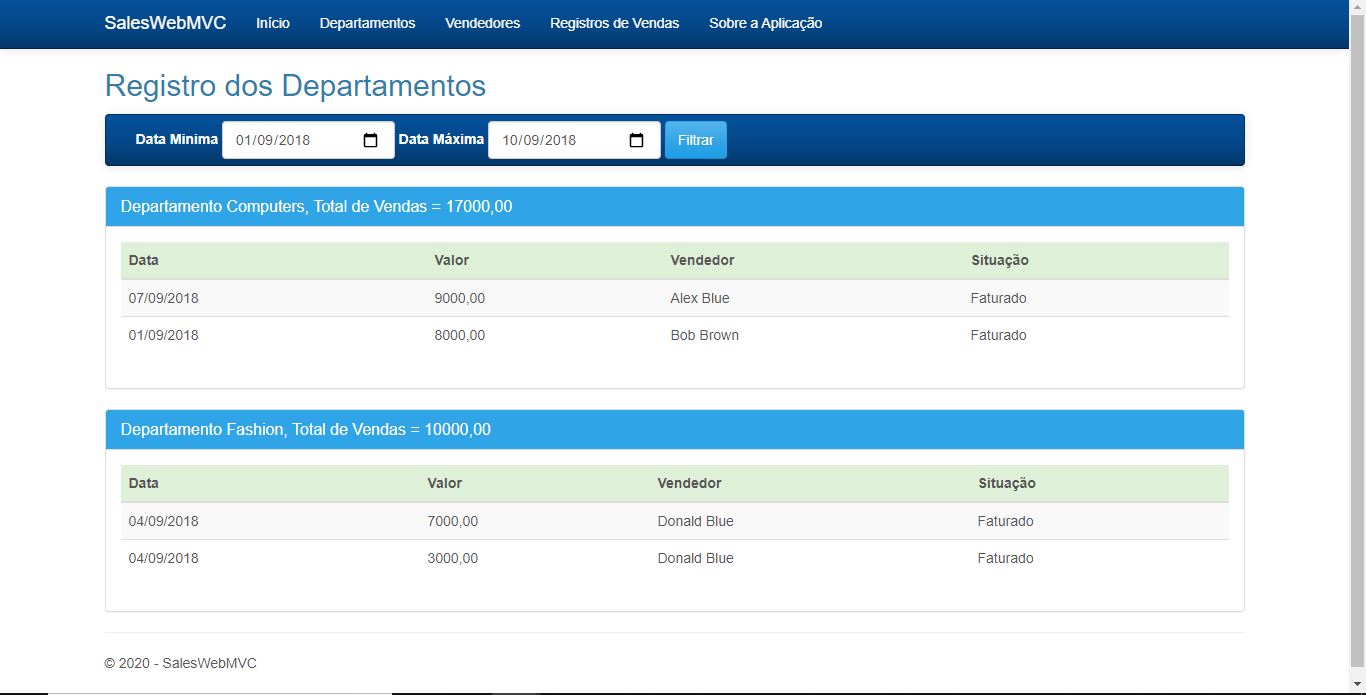 SalesWebMVC Início Departamentos Vendedores Registros de Vendas Sobre a Aplicação
Registro dos Departamentos
Data Minima 01/09/2018 Data Máxima 10/09/2018 Filtrar
Departamento Computers, Total de Vendas = 17000,00
Data Valor Vendedor Situação
07/09/2018 9000,00 Alex Blue Faturado
01/09/2018 8000,00 Bob Brown Faturado
Departamento Fashion, Total de Vendas = 10000,00
Data Valor Vendedor Situação
04/09/2018 7000,00 Donald Blue Faturado
04/09/2018 3000,00 Donald Blue Faturado
© 2020 - SalesWebMVC